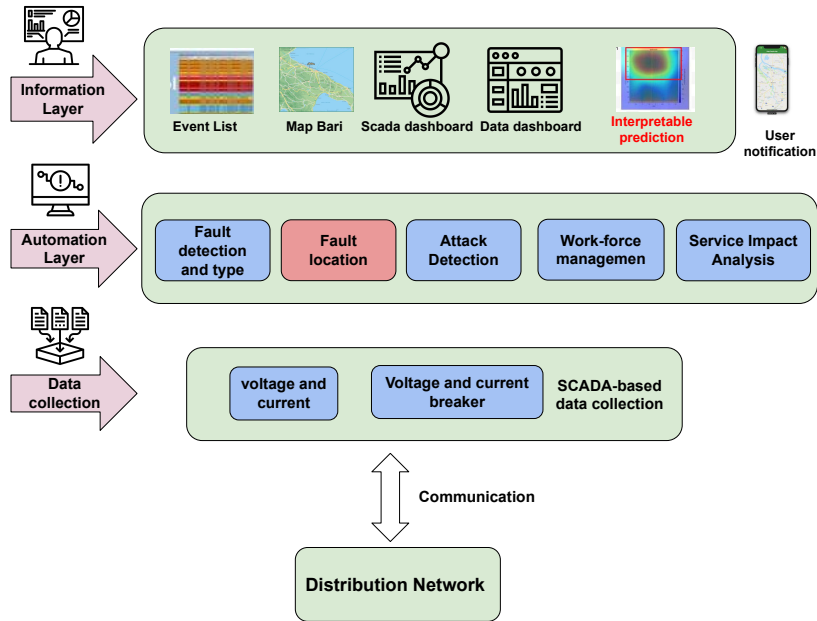 Information
Layer
Event List
Map Bari
Scada dashboard
Data dashboard
Interpretable
prediction
User
notification
Automation
Layer
Fault
detection
and type
Fault
location
Attack
Detection
Work-force
managemen
Service Impact
Analysis
Data
collection
voltage and
current
Voltage and current
breaker
SCADA-based
data collection
Communication
Distribution Network